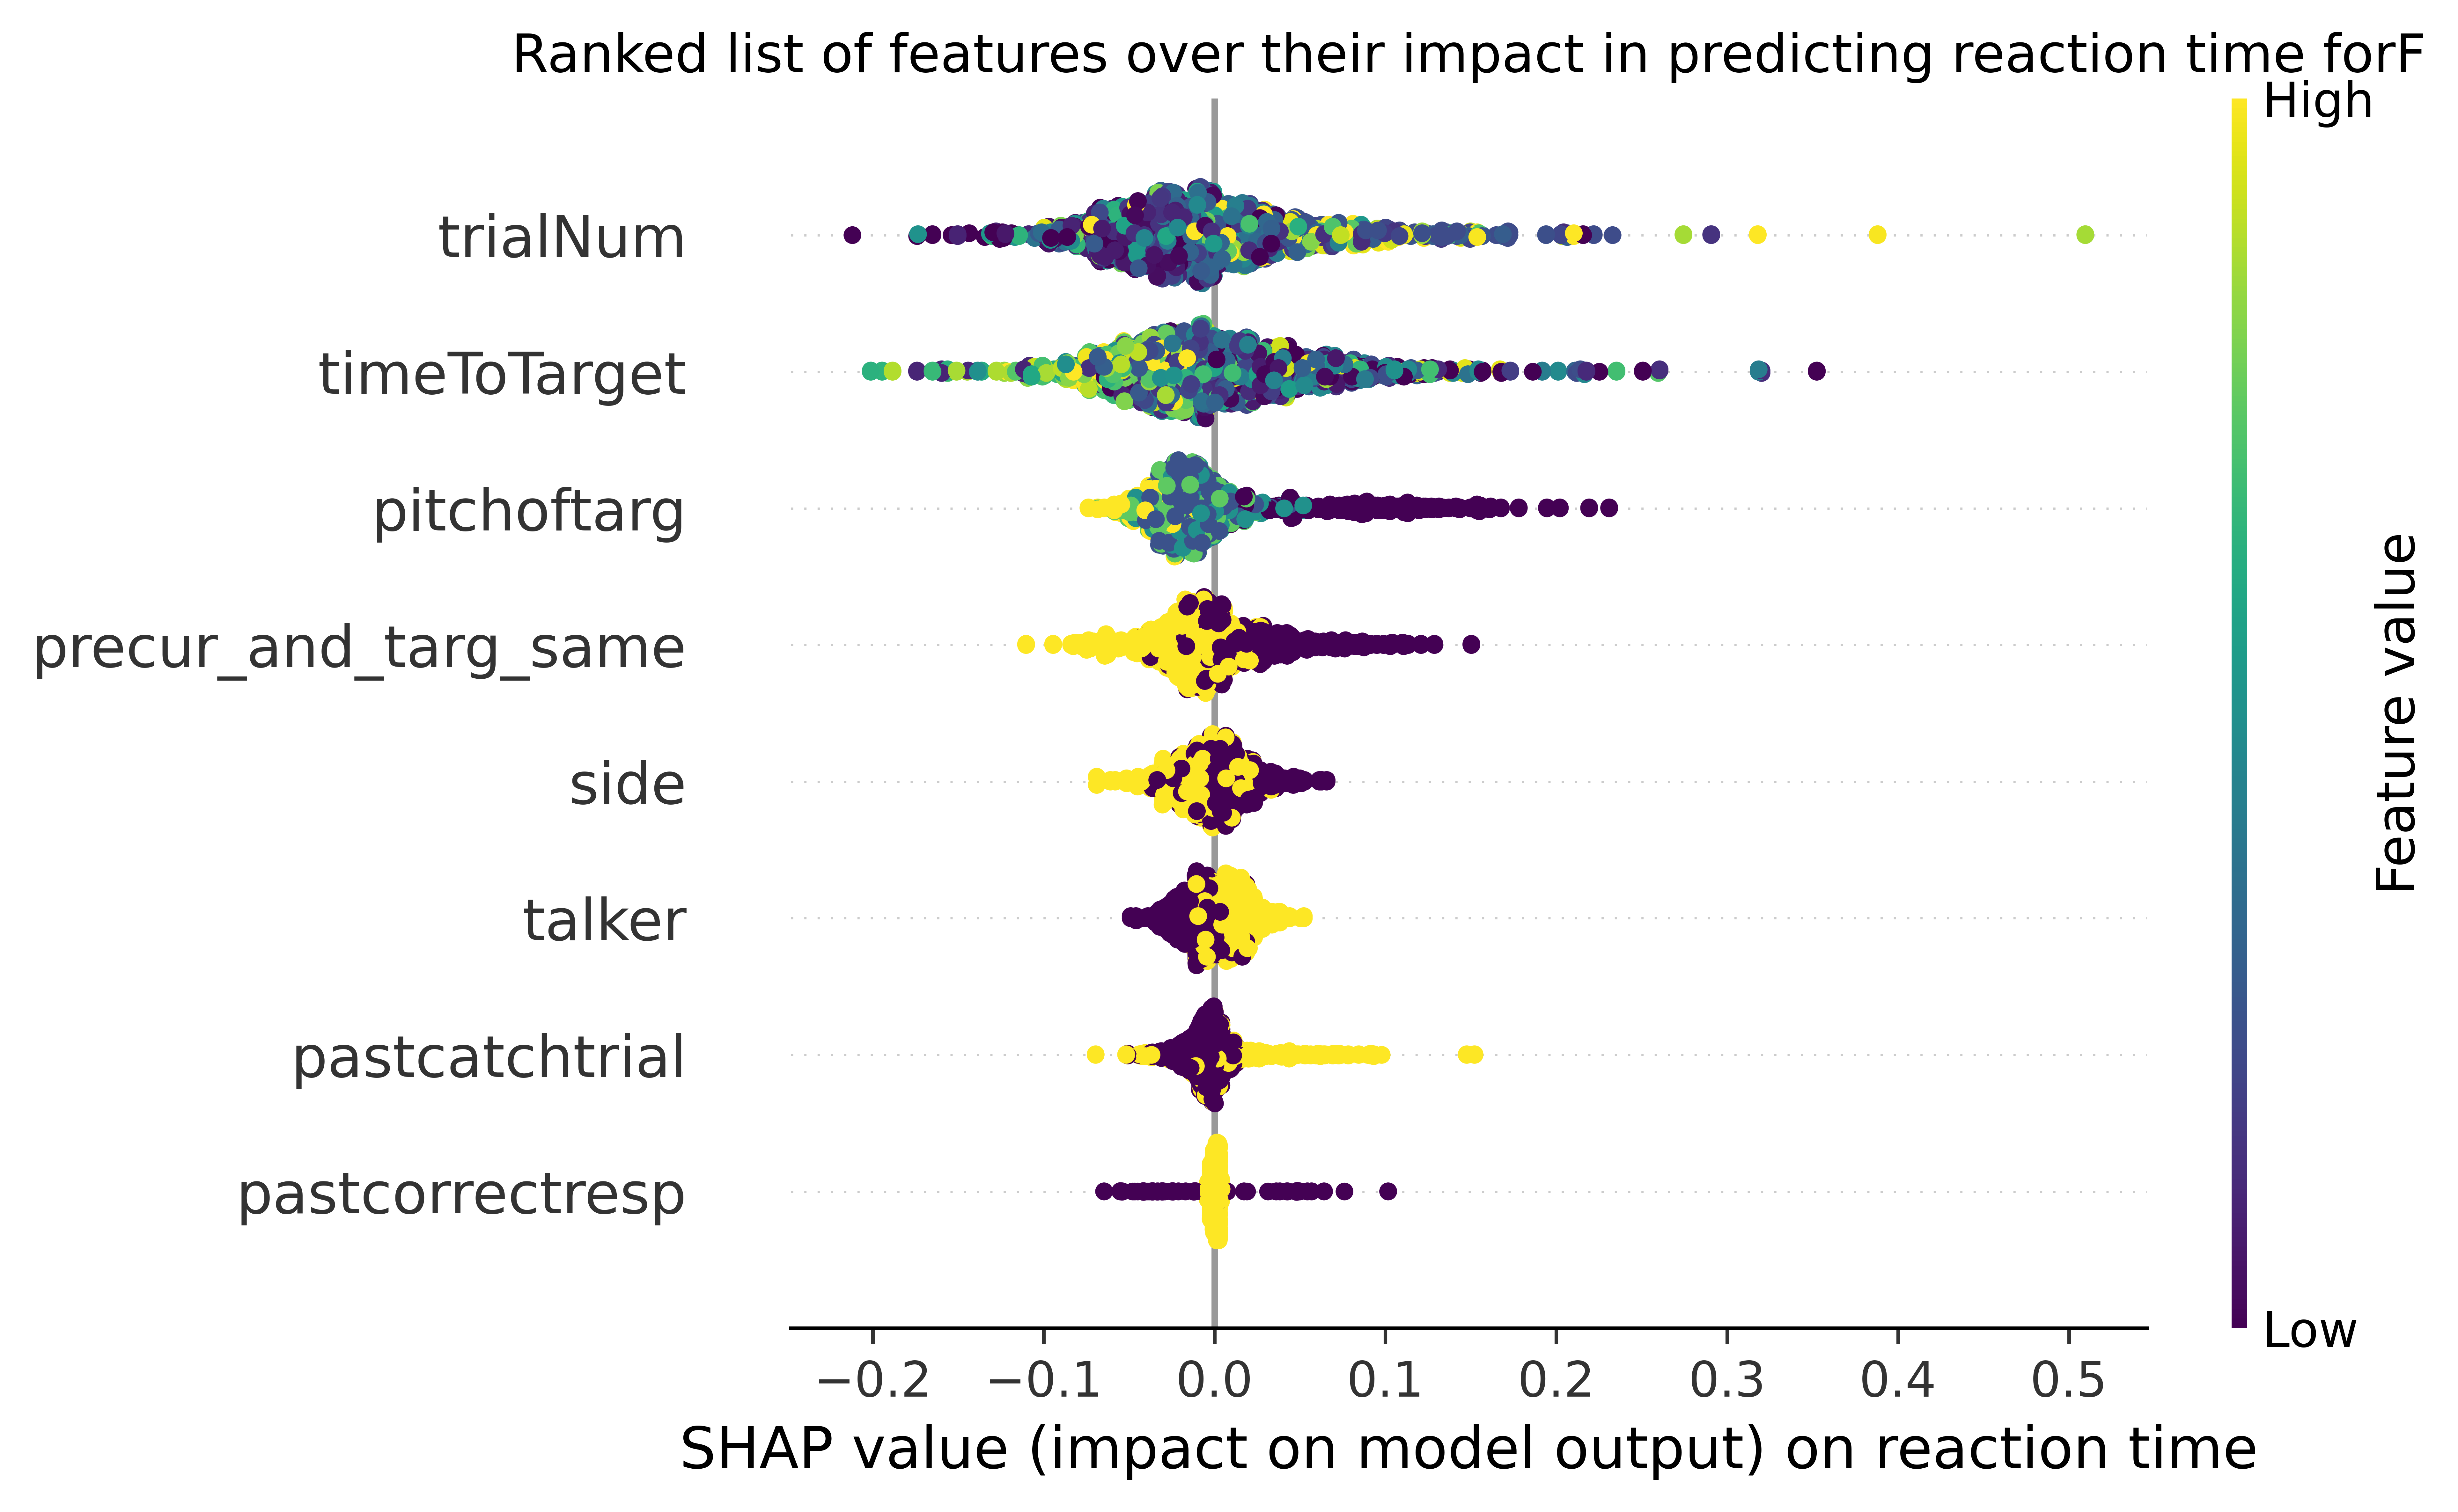 Ranked list of features over their impact in predicting reaction time forF
High
trialNum
timeToTarget
pitchoftarg
precur_and_targ_same
side
talker
pastcatchtrial
pastcorrectresp
Feature value
Low
−0.2 −0.1 0.0 0.1 0.2 0.3 0.4 0.5
SHAP value (impact on model output) on reaction time